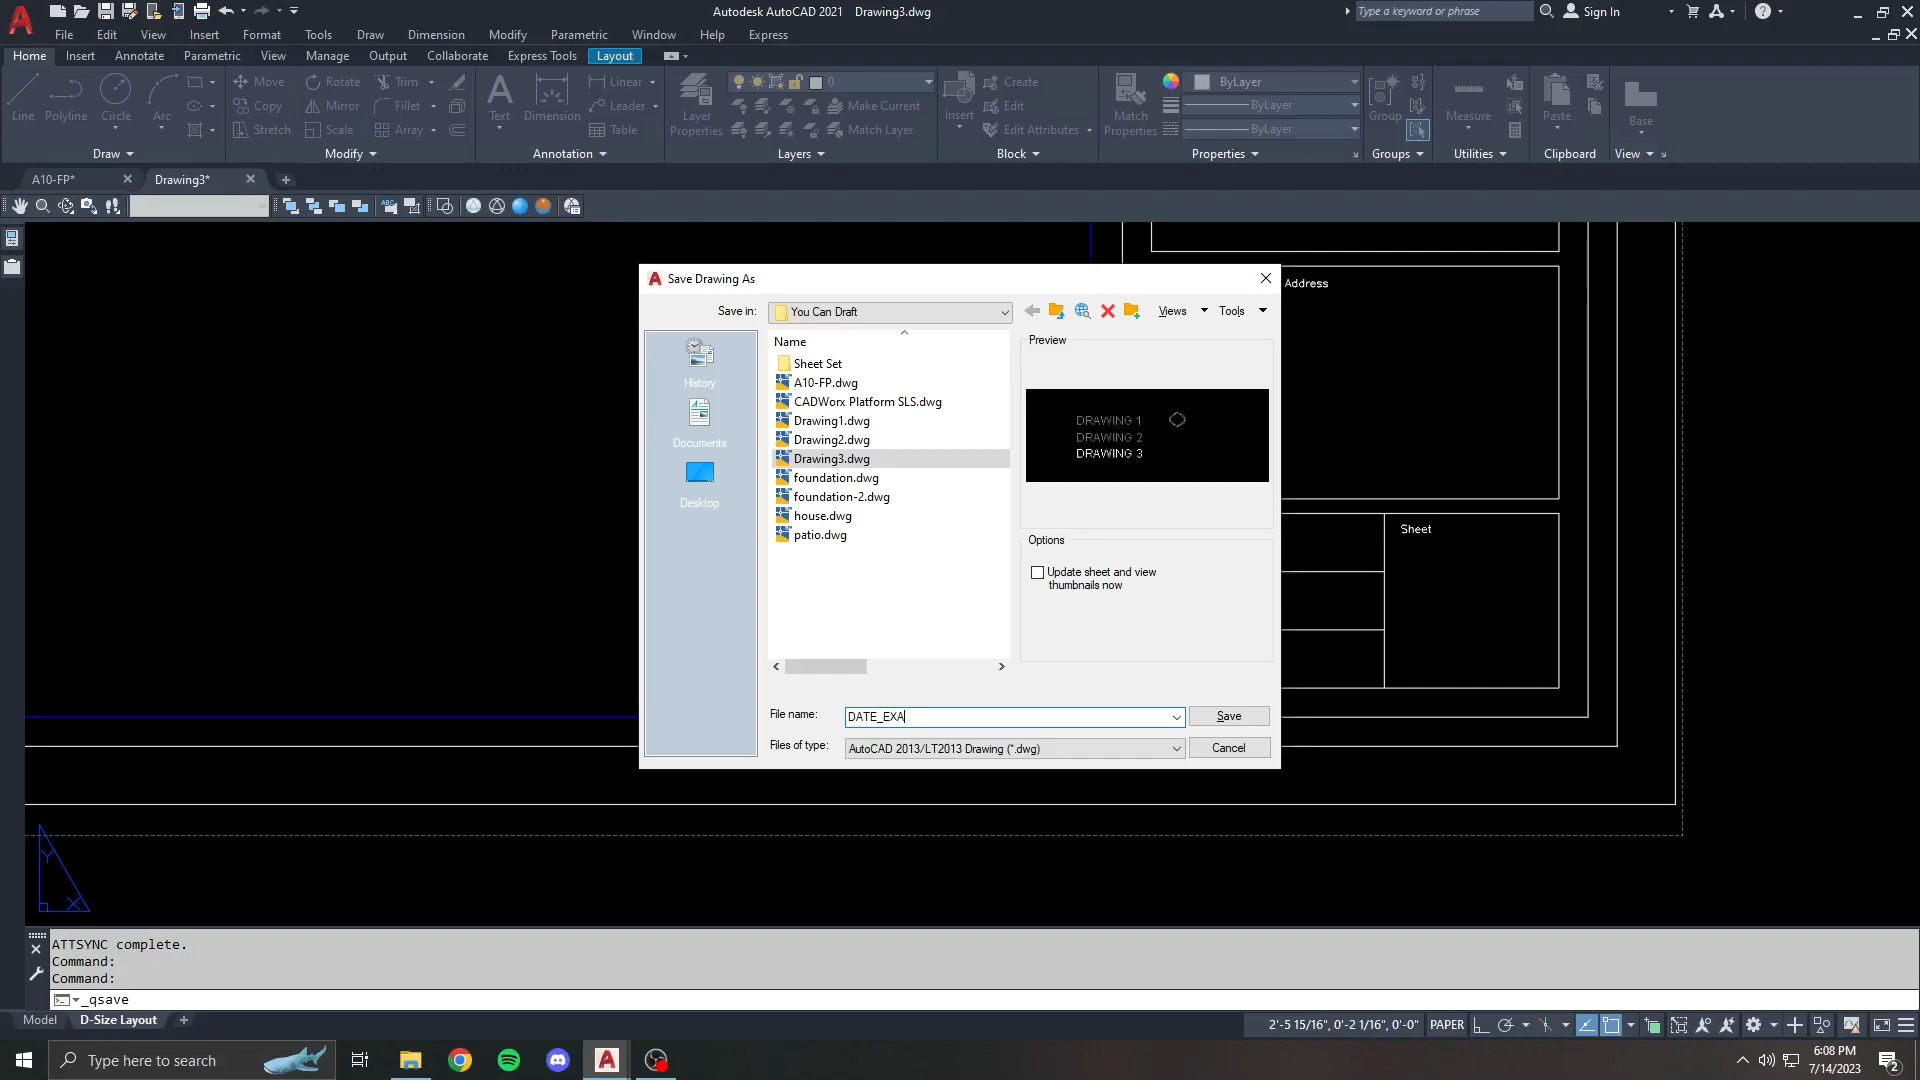 Autodesk AutoCAD 2021 Drawing3.dwg
Type a keyword or phrase
Sign In
File Edit View Insert Format Tools Draw Dimension Modify Parametric Window Help Express
Home Insert Annotate Parametric View Manage Output Collaborate Express Tools Layout
Line Polyline Circle Arc
Move Rotate Trim
Copy Mirror Fillet
Stretch Scale Array
Text Dimension
Linear
Leader
Table
Layer
Properties
0
Make Current
Match Layer
Insert
Create
Edit
Edit Attributes
Match
Properties
ByLayer
ByLayer
ByLayer
Group
Measure
Paste
Base
Draw Modify Annotation Layers Block Properties Groups Utilities Clipboard View
A10-FP* Drawing3*
Save Drawing As
Save in: You Can Draft
Views Tools
Name
Sheet Set
A10-FP.dwg
CADWorx Platform SLS.dwg
Drawing1.dwg
Drawing2.dwg
Drawing3.dwg
foundation.dwg
foundation-2.dwg
house.dwg
patio.dwg
History
Documents
Desktop
Preview
DRAWING 1
DRAWING 2
DRAWING 3
Options
Update sheet and view
thumbnails now
File name: DATE_EXA
Save
Files of type: AutoCAD 2013/LT2013 Drawing (*.dwg)
Cancel
Address
Sheet
Y
X
ATTSYNC complete.
Command:
Command:
_qsave
Model D-Size Layout
2'-5 15/16", 0'-2 1/16", 0'-0" PAPER
Type here to search
6:08 PM
7/14/2023
2